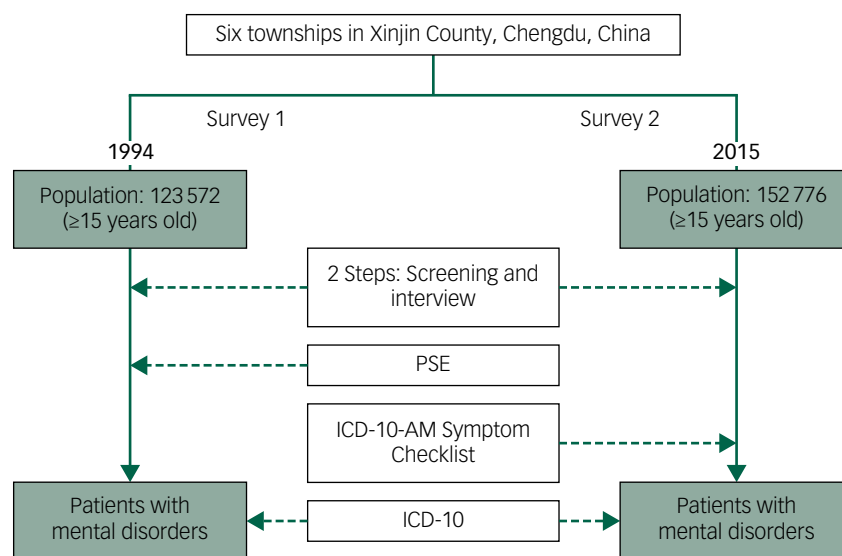 Six townships in Xinjin County, Chengdu, China
Survey 1
Survey 2
1994
2015
Population: 123 572
(≥15 years old)
Population: 152 776
(≥15 years old)
2 Steps: Screening and
interview
PSE
ICD-10-AM Symptom
Checklist
Patients with
mental disorders
ICD-10
Patients with
mental disorders